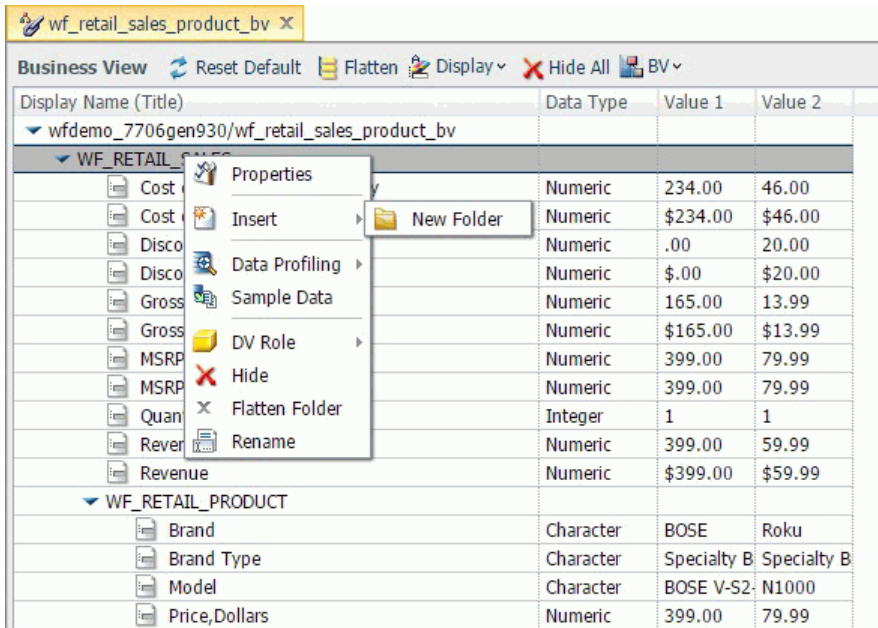 wf_retail_sales_product_bv
Business View Reset Default Flatten Display Hide All BV
Display Name (Title) Data Type Value 1 Value 2
wfdemo_7706gen930/wf_retail_sales_product_bv
WF_RETAIL_SALES
Properties
Cost Numeric 234.00 46.00
Insert New Folder
Cost Numeric $234.00 $46.00
Disco Numeric .00 20.00
Data Profiling
Disco Numeric $.00 $20.00
Sample Data
Gross Numeric 165.00 13.99
Gross Numeric $165.00 $13.99
DV Role
MSRP Numeric 399.00 79.99
Hide
MSRP Numeric 399.00 79.99
Flatten Folder
Quan Integer 1 1
Rename
Rever Numeric 399.00 59.99
Revenue Numeric $399.00 $59.99
WF_RETAIL_PRODUCT
Brand Character BOSE Roku
Brand Type Character Specialty B Specialty B
Model Character BOSE V-S2- N1000
Price,Dollars Numeric 399.00 79.99